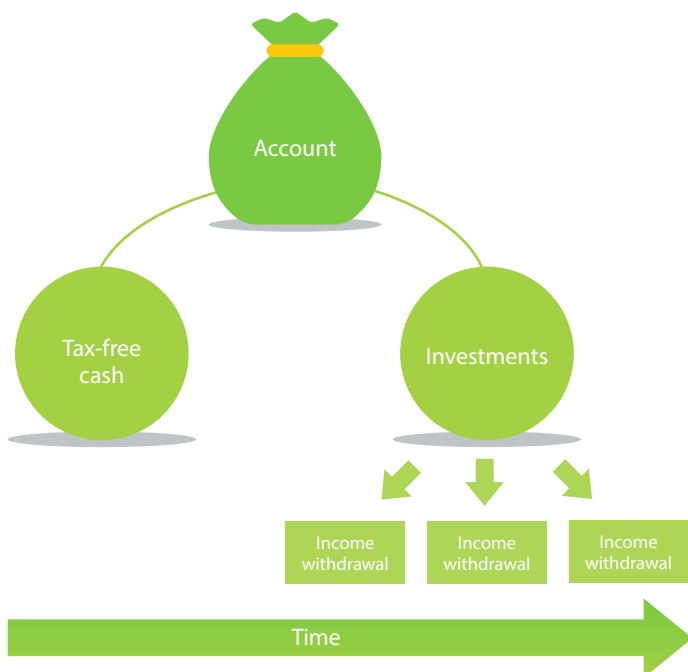 Account
Tax-free
cash
Investments
Income
withdrawal
Income
withdrawal
Income
withdrawal
Time